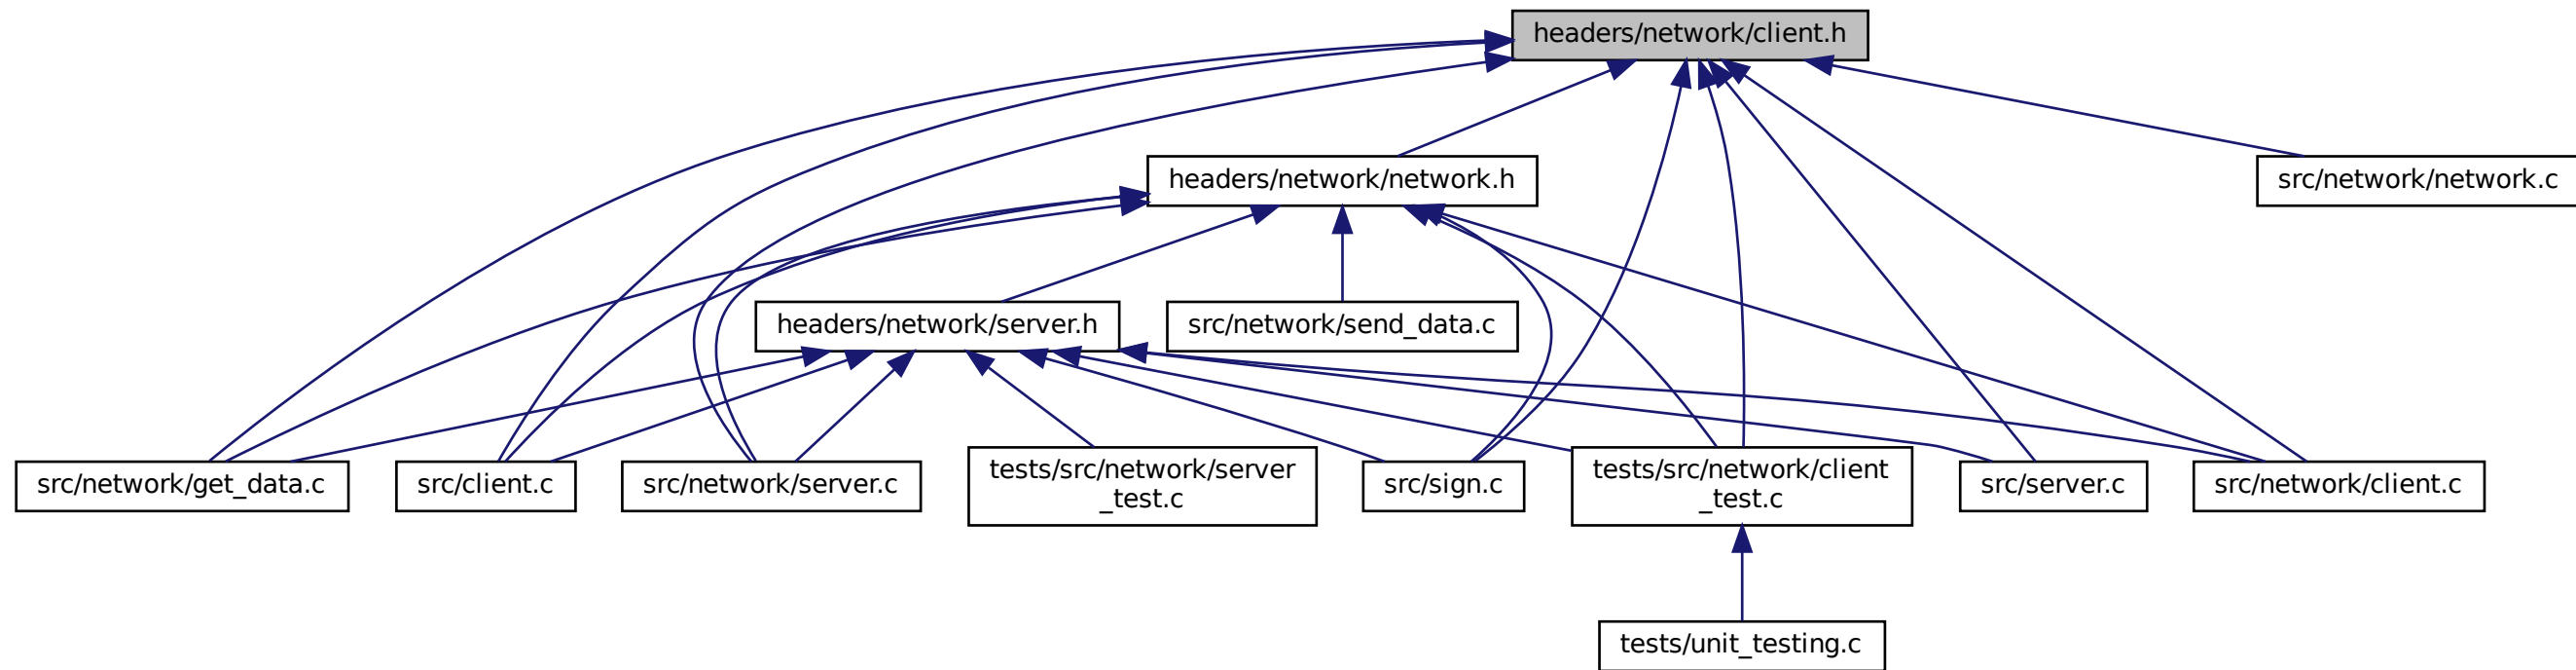 headers/network/client.h
headers/network/network.h
src/network/network.c
headers/network/server.h
src/network/send_data.c
src/network/get_data.c
src/client.c
src/network/server.c
tests/src/network/server
_test.c
src/sign.c
tests/src/network/client
_test.c
src/server.c
src/network/client.c
tests/unit_testing.c